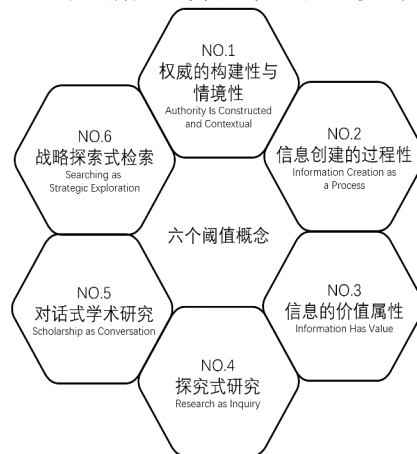 NO.1
权威的构建性与
情境性
Authority Is Constructed
and Contextual
NO.2
信息创建的过程性
Information Creation as
a Process
NO.3
信息的价值属性
Information Has Value
NO.4
探究式研究
Research as Inquiry
NO.5
对话式学术研究
Scholarship as Conversation
NO.6
战略探索式检索
Searching as
Strategic Exploration
六个阈值概念